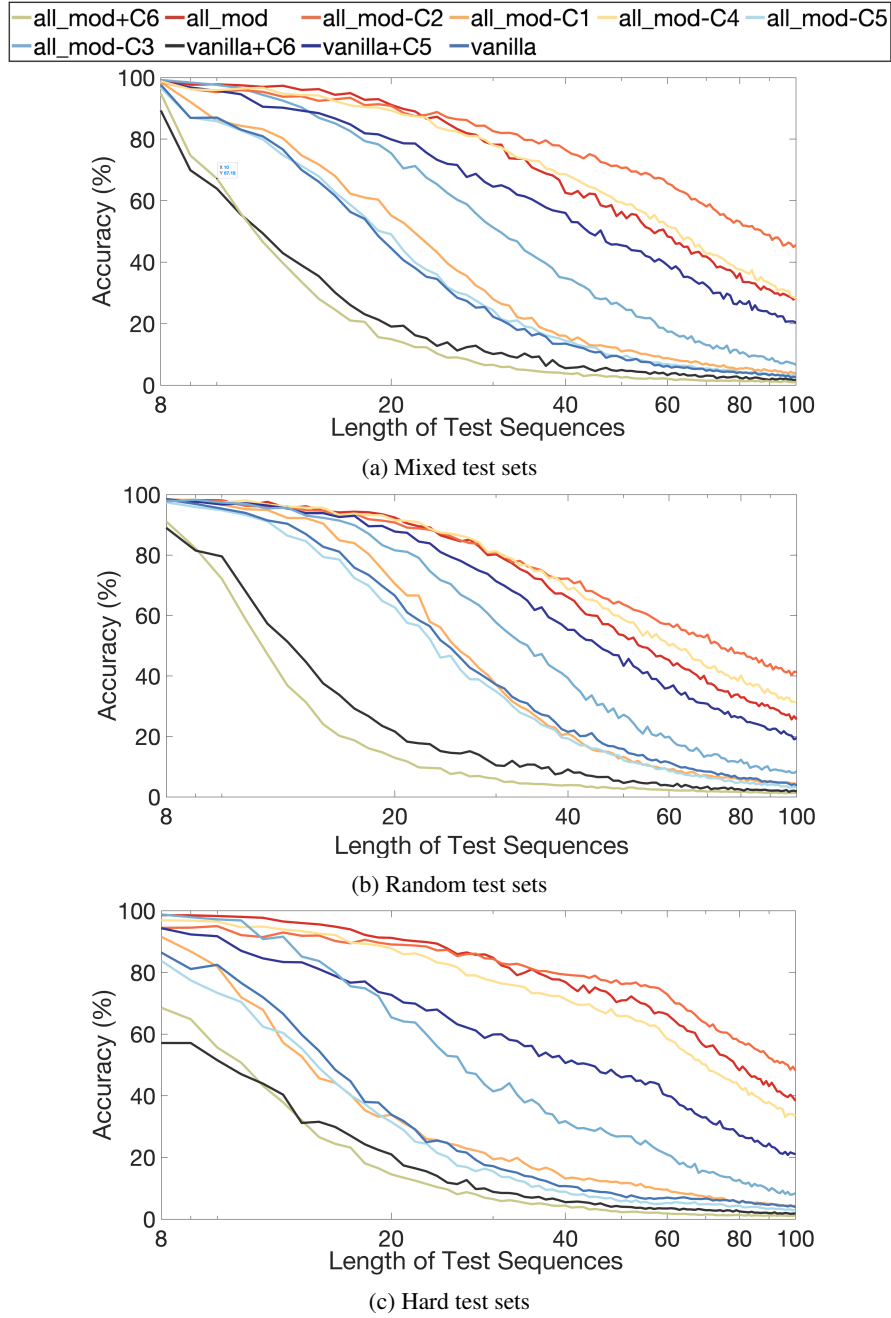 all_mod+C6 all_mod all_mod-C2 all_mod-C1 all_mod-C4 all_mod-C5
all_mod-C3 vanilla+C6 vanilla+C5 vanilla
100
80
60
40
20
0
Accuracy (%)
X 10
Y 67.18
8 20 40 60 80 100
Length of Test Sequences
(a) Mixed test sets
100
80
60
40
20
0
Accuracy (%)
8 20 40 60 80 100
Length of Test Sequences
(b) Random test sets
100
80
60
40
20
0
Accuracy (%)
8 20 40 60 80 100
Length of Test Sequences
(c) Hard test sets